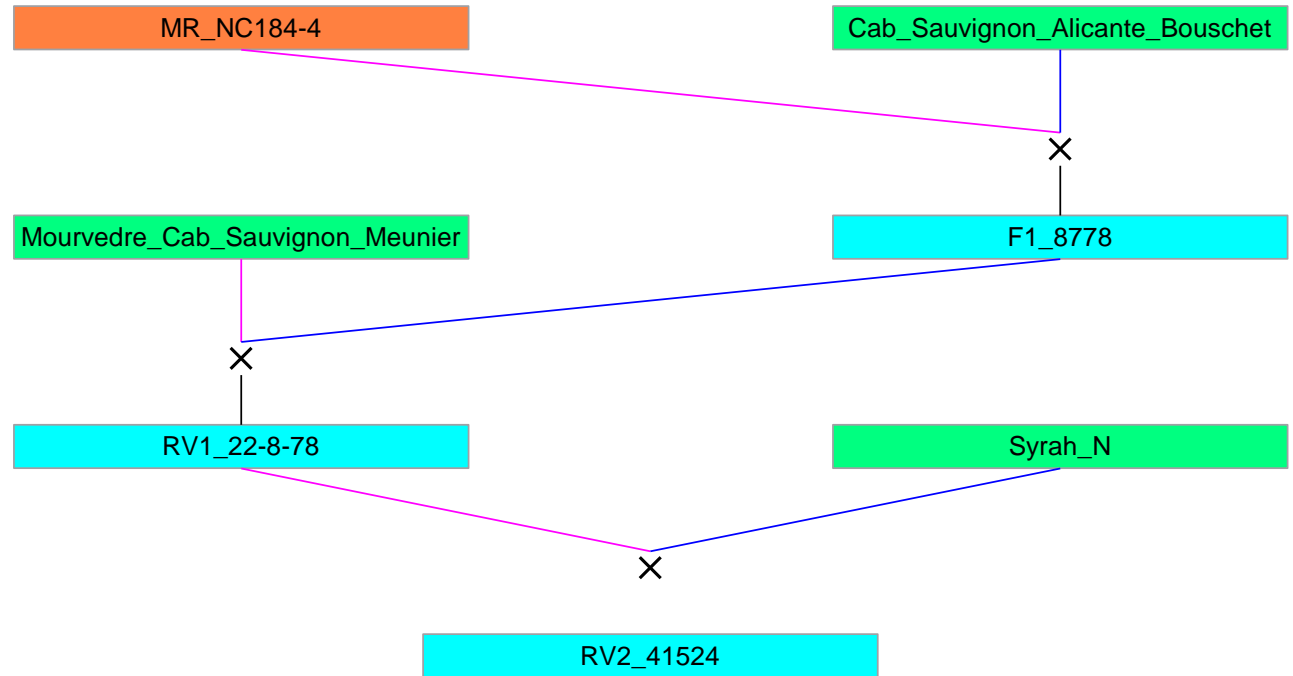 MR_NC184-4
Cab_Sauvignon_Alicante_Bouschet
Mourvedre_Cab_Sauvignon_Meunier
F1_8778
RV1_22-8-78
Syrah_N
RV2_41524